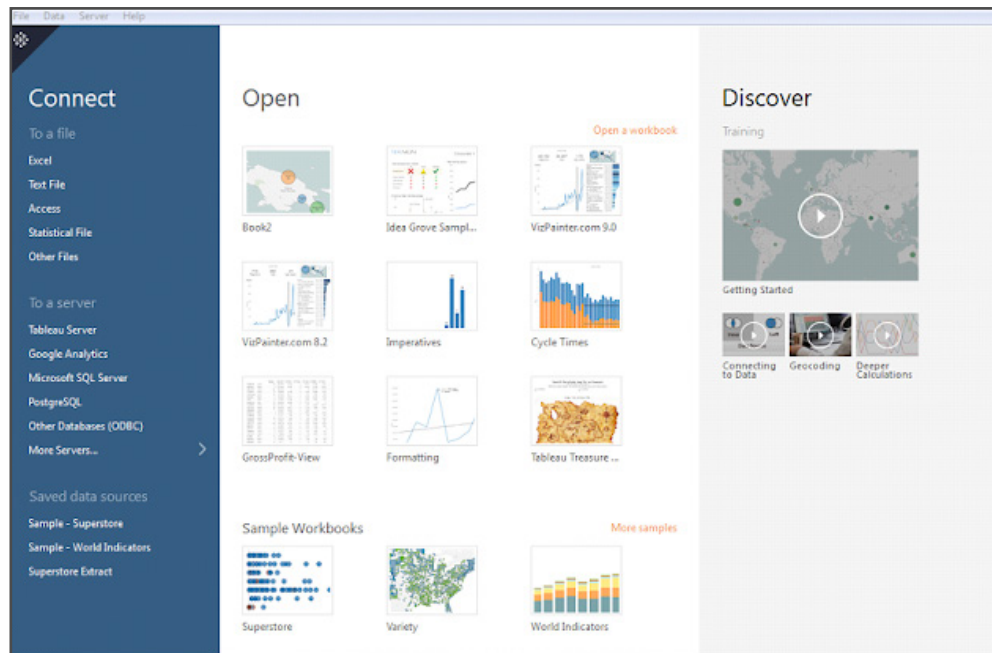 File Data Server Help
Connect
To a file
Excel
Text File
Access
Statistical File
Other Files
To a server
Tableau Server
Google Analytics
Microsoft SQL Server
PostgreSQL
Other Databases (ODBC)
More Servers...
Saved data sources
Sample - Superstore
Sample - World Indicators
Superstore Extract
Open
Open a workbook
Book2
Idea Grove Sampl...
VizPainter.com 9.0
VizPainter.com 8.2
Imperatives
Cycle Times
GrossProfit-View
Formatting
Tableau Treasure ...
Sample Workbooks
More samples
Superstore
Variety
World Indicators
Discover
Training
Getting Started
Connecting
to Data
Geocoding
Deeper
Calculations